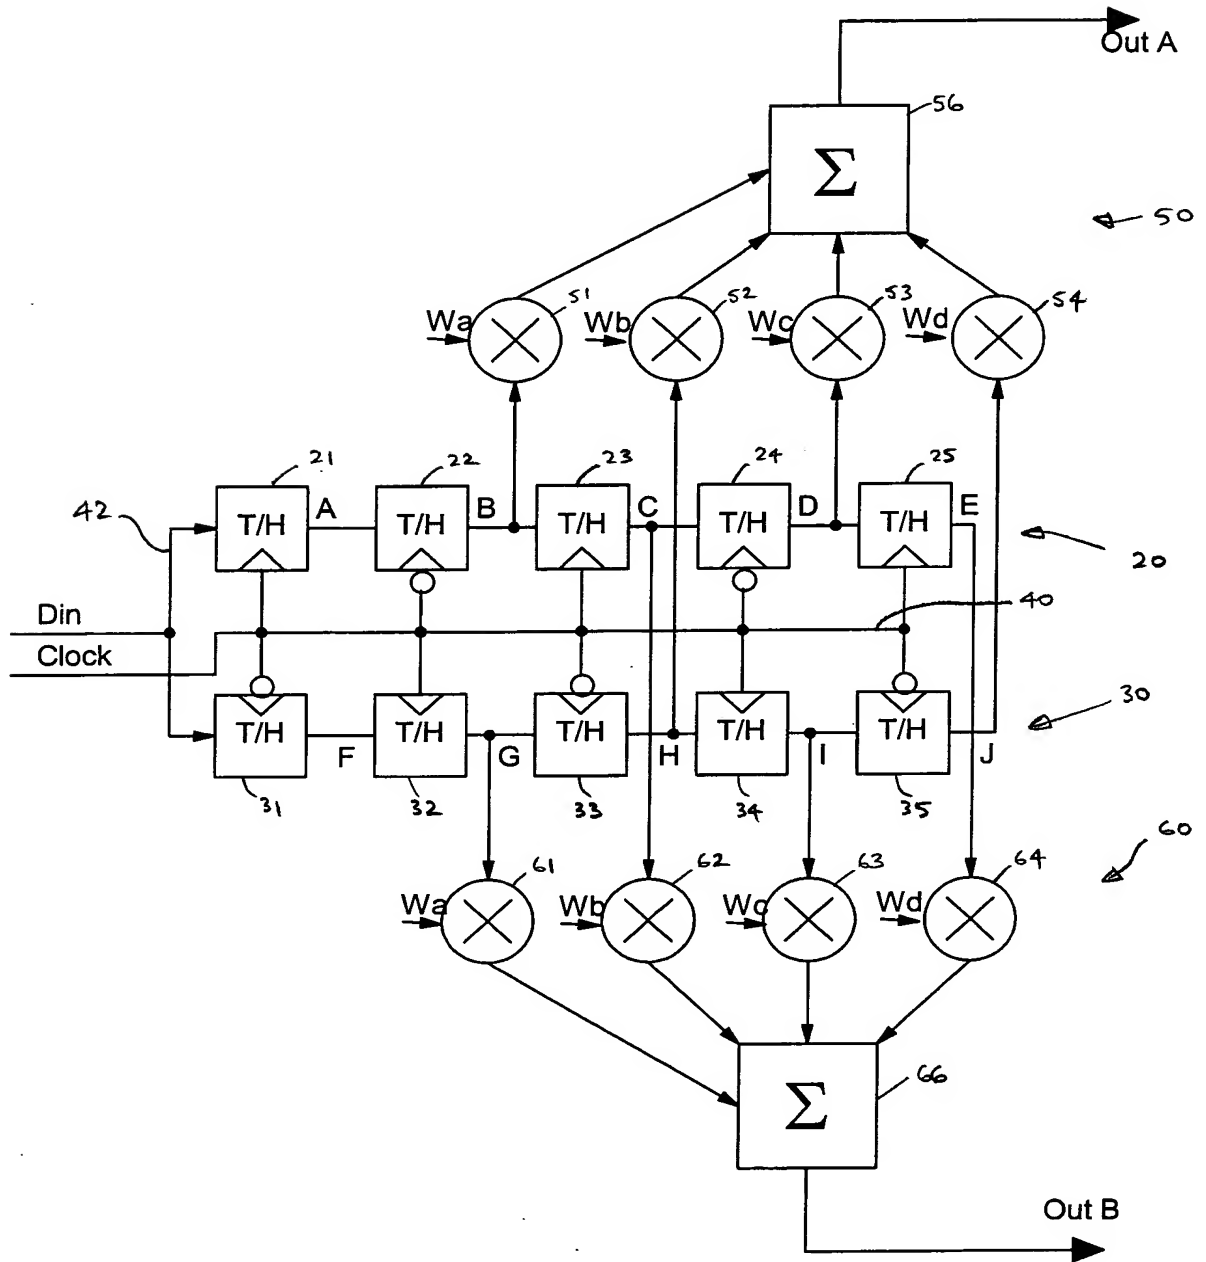 Out A
56
Σ
50
Wa 51 Wb 52 Wc 53 Wd 54
21 22 23 24 25
42 T/H A T/H B T/H C T/H D T/H E
20
Din 40
Clock
30
T/H F T/H G T/H H T/H I T/H J
31 32 33 34 35
60
61 62 63 64
Wa Wb Wc Wd
Σ 66
Out B